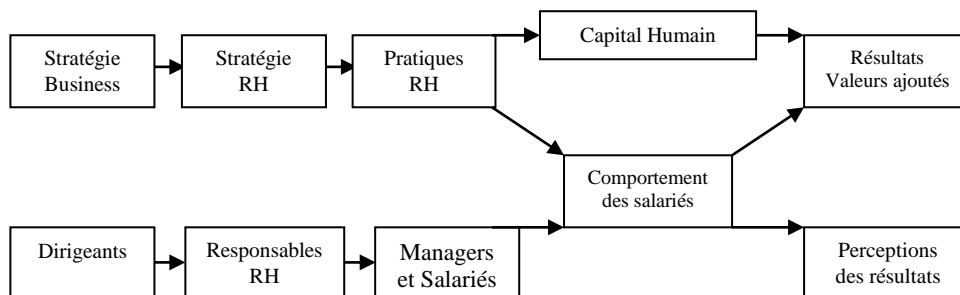 Stratégie
Business
Stratégie
RH
Pratiques
RH
Capital Humain
Résultats
Valeurs ajoutés
Comportement
des salariés
Dirigeants
Responsables
RH
Managers
et Salariés
Perceptions
des résultats